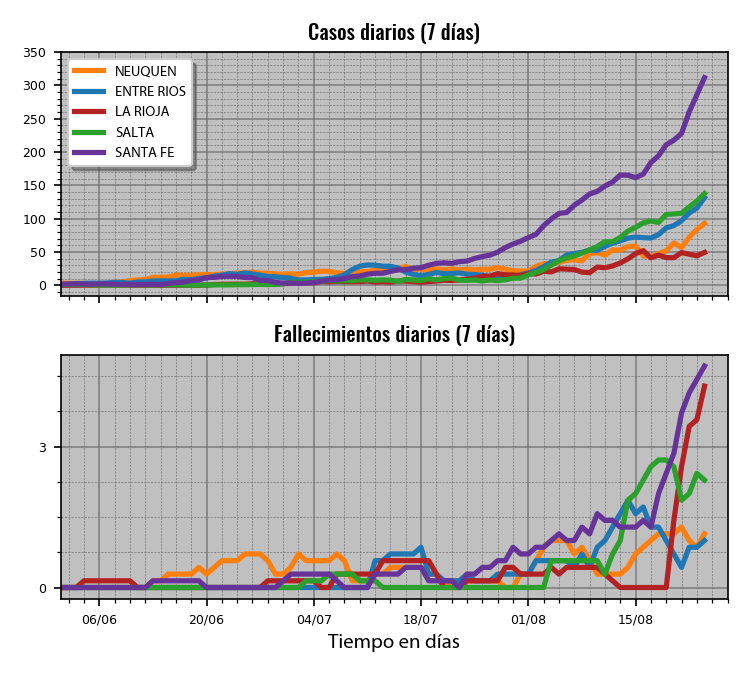 Casos diarios (7 días)
350
300
250
200
150
100
50
0
NEUQUEN
ENTRE RIOS
LA RIOJA
SALTA
SANTA FE
Fallecimientos diarios (7 días)
3
0
06/06 20/06 04/07 18/07 01/08 15/08
Tiempo en días